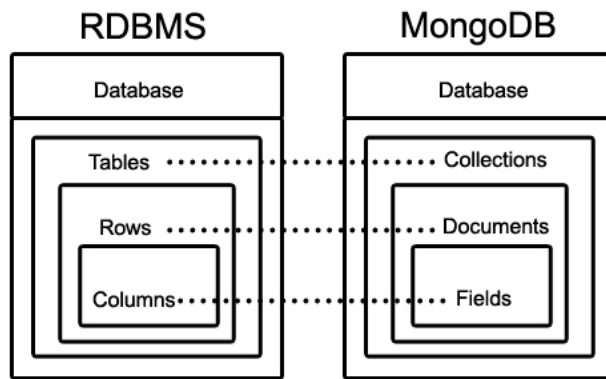 RDBMS MongoDB
Database Database
Tables Collections
Rows Documents
Columns Fields